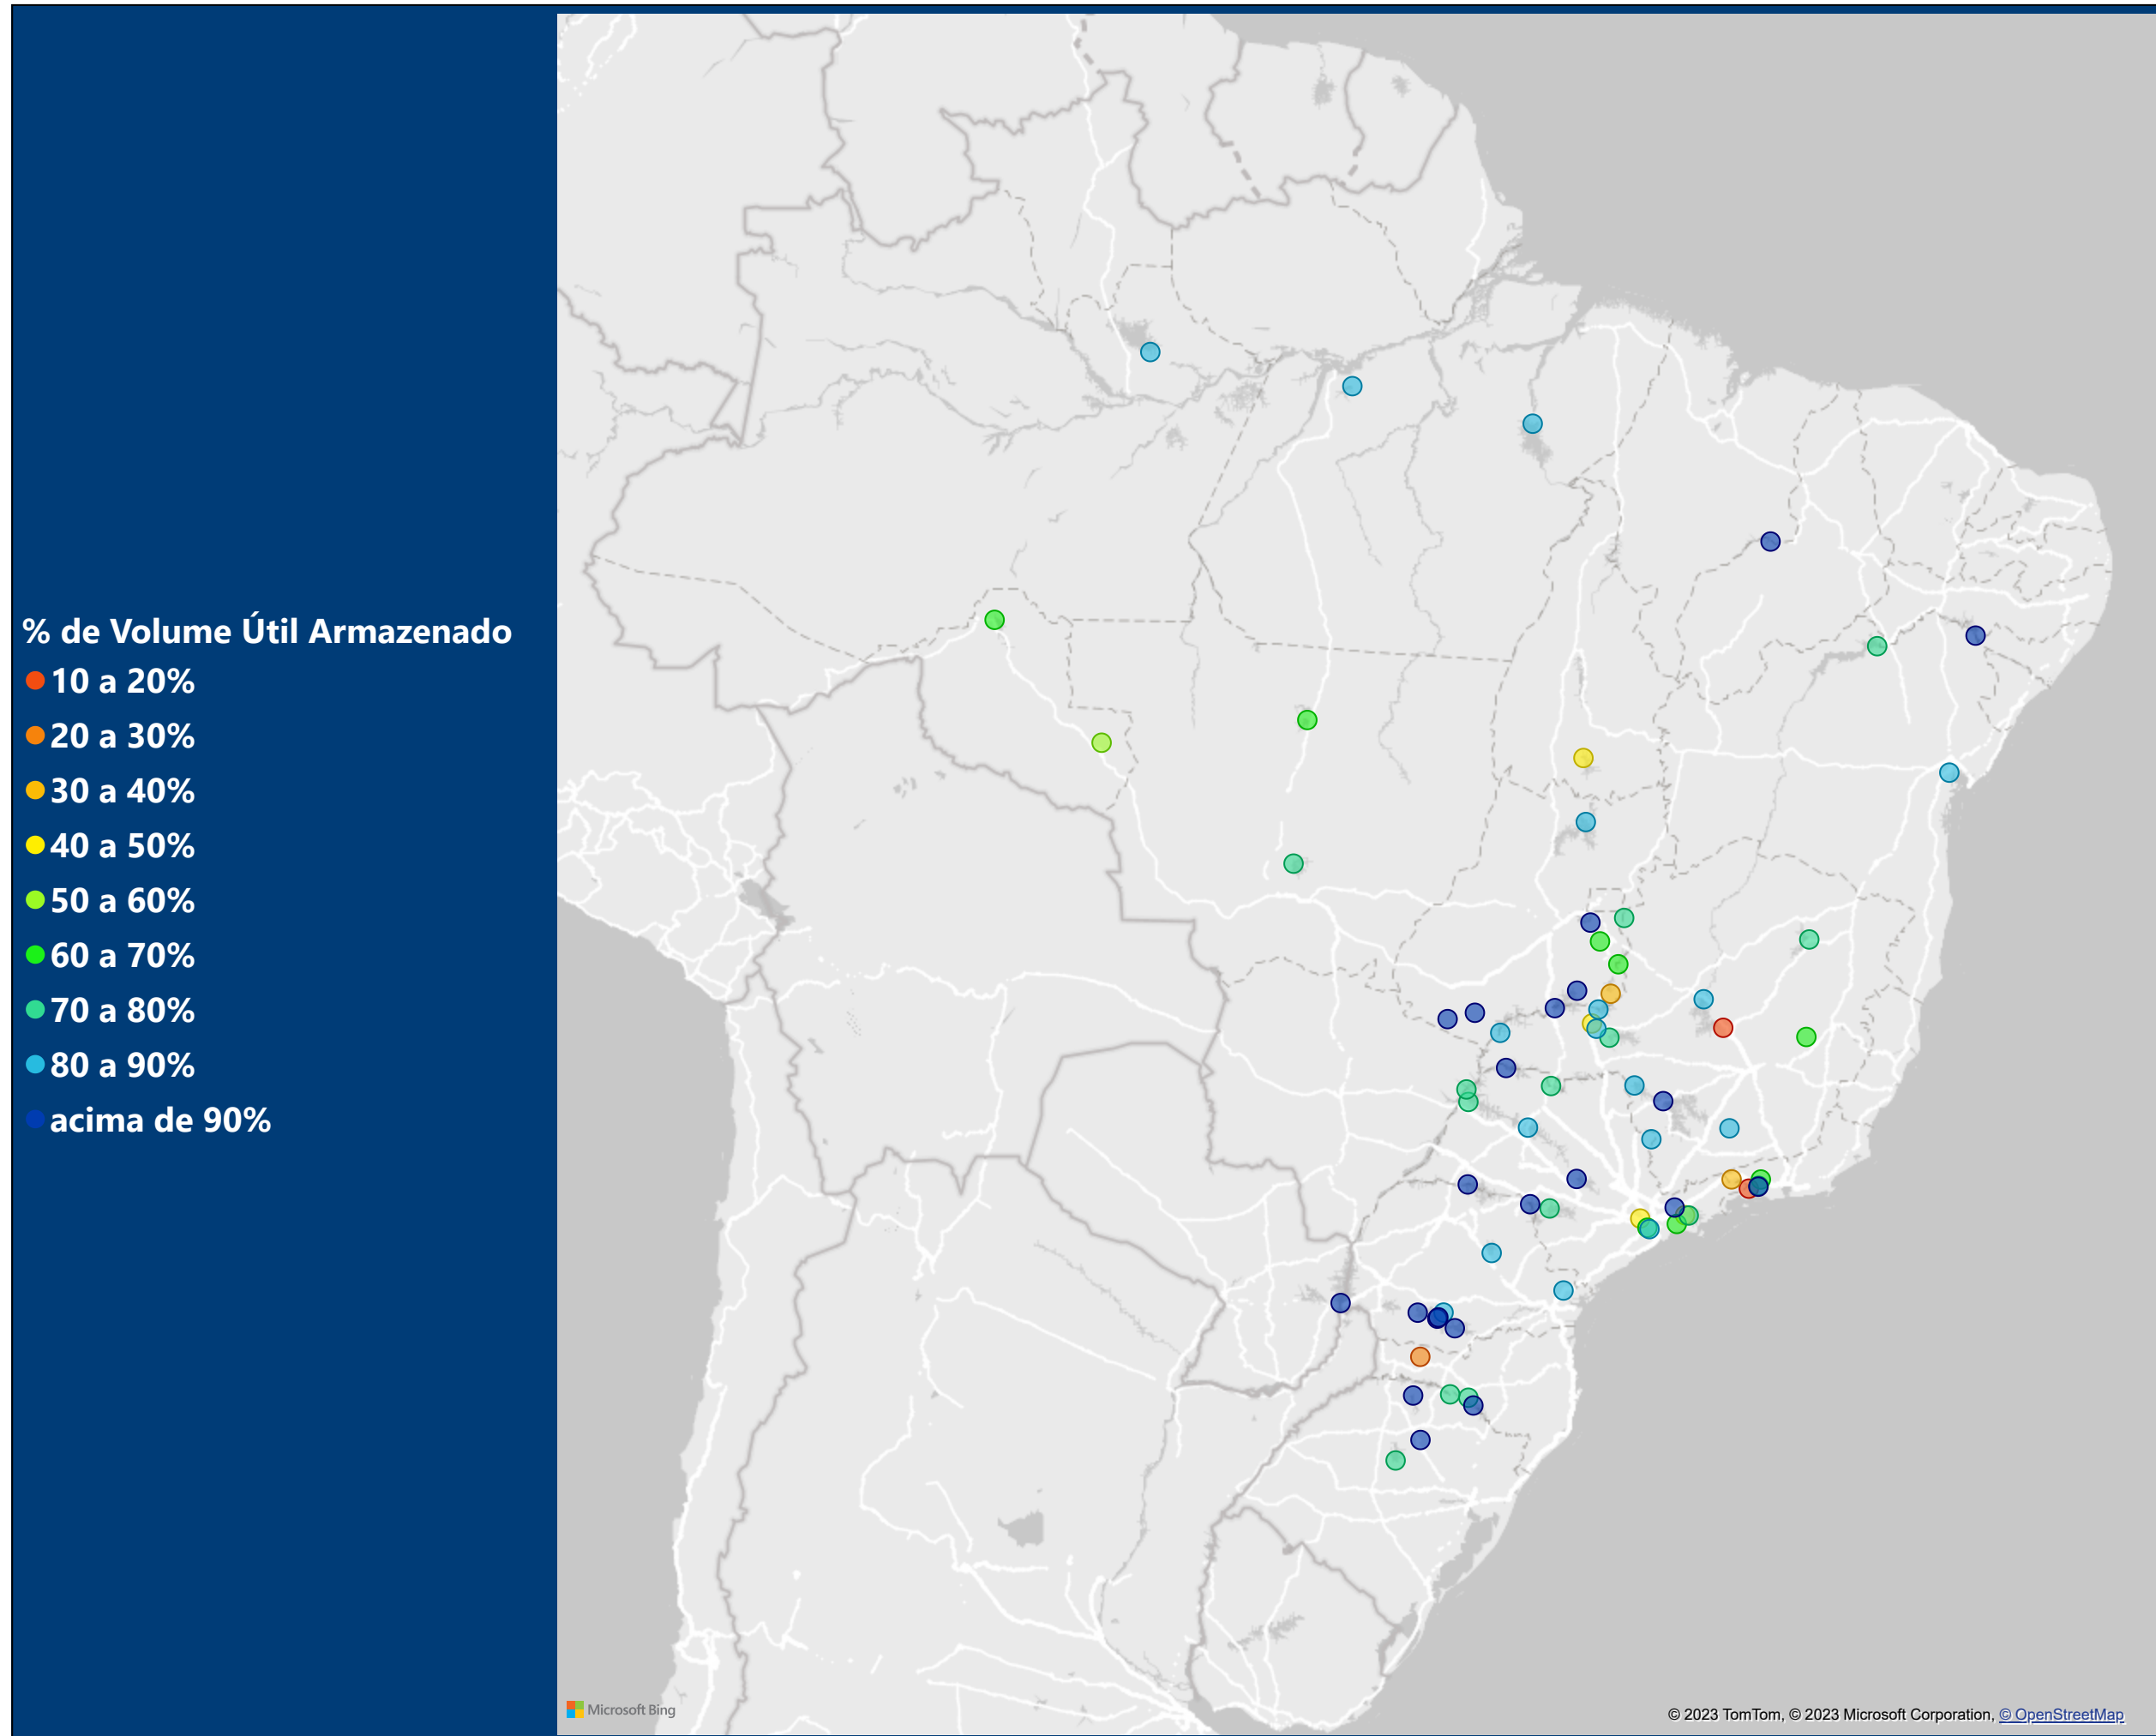 % de Volume Útil Armazenado
10 a 20%
20 a 30%
30 a 40%
40 a 50%
50 a 60%
60 a 70%
70 a 80%
80 a 90%
acima de 90%
Microsoft Bing
© 2023 TomTom, © 2023 Microsoft Corporation, © OpenStreetMap